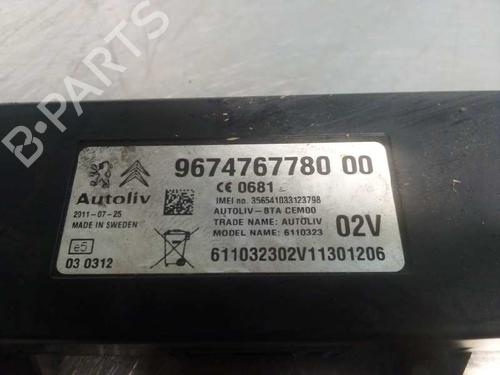 9674767780 00
CE 0681
IMEI no. 356541033123798
Autoliv
AUTOLIV-BTA CEM00
2011-07-25
TRADE NAME: AUTOLIV
02V
MADE IN SWEDEN
MODEL NAME: 6110323
e5
611032302V11301206
03 0312
B-PARTS